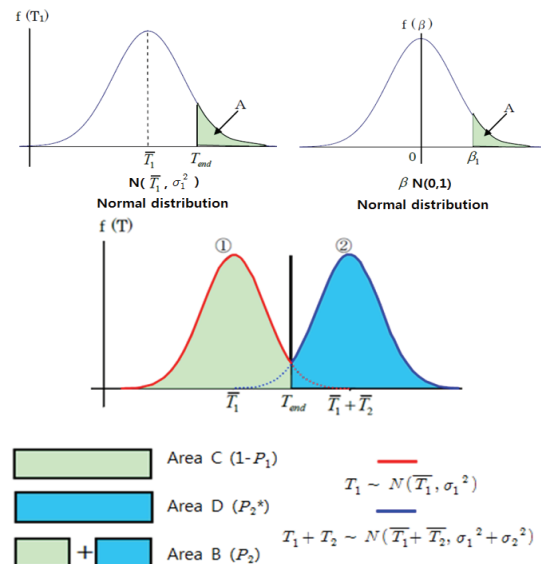 f (T₁)
A
T̅₁
T_end
N( T̅₁ , σ₁² )
Normal distribution
f (β)
A
0
β₁
β N(0,1)
Normal distribution
f (T)
①
②
T̅₁
T_end
T̅₁ + T̅₂
Area C (1-P₁)
Area D (P₂*)
+
Area B (P₂)
T₁ ~ N(T̅₁, σ₁²)
T₁ + T₂ ~ N(T̅₁ + T̅₂, σ₁² + σ₂²)